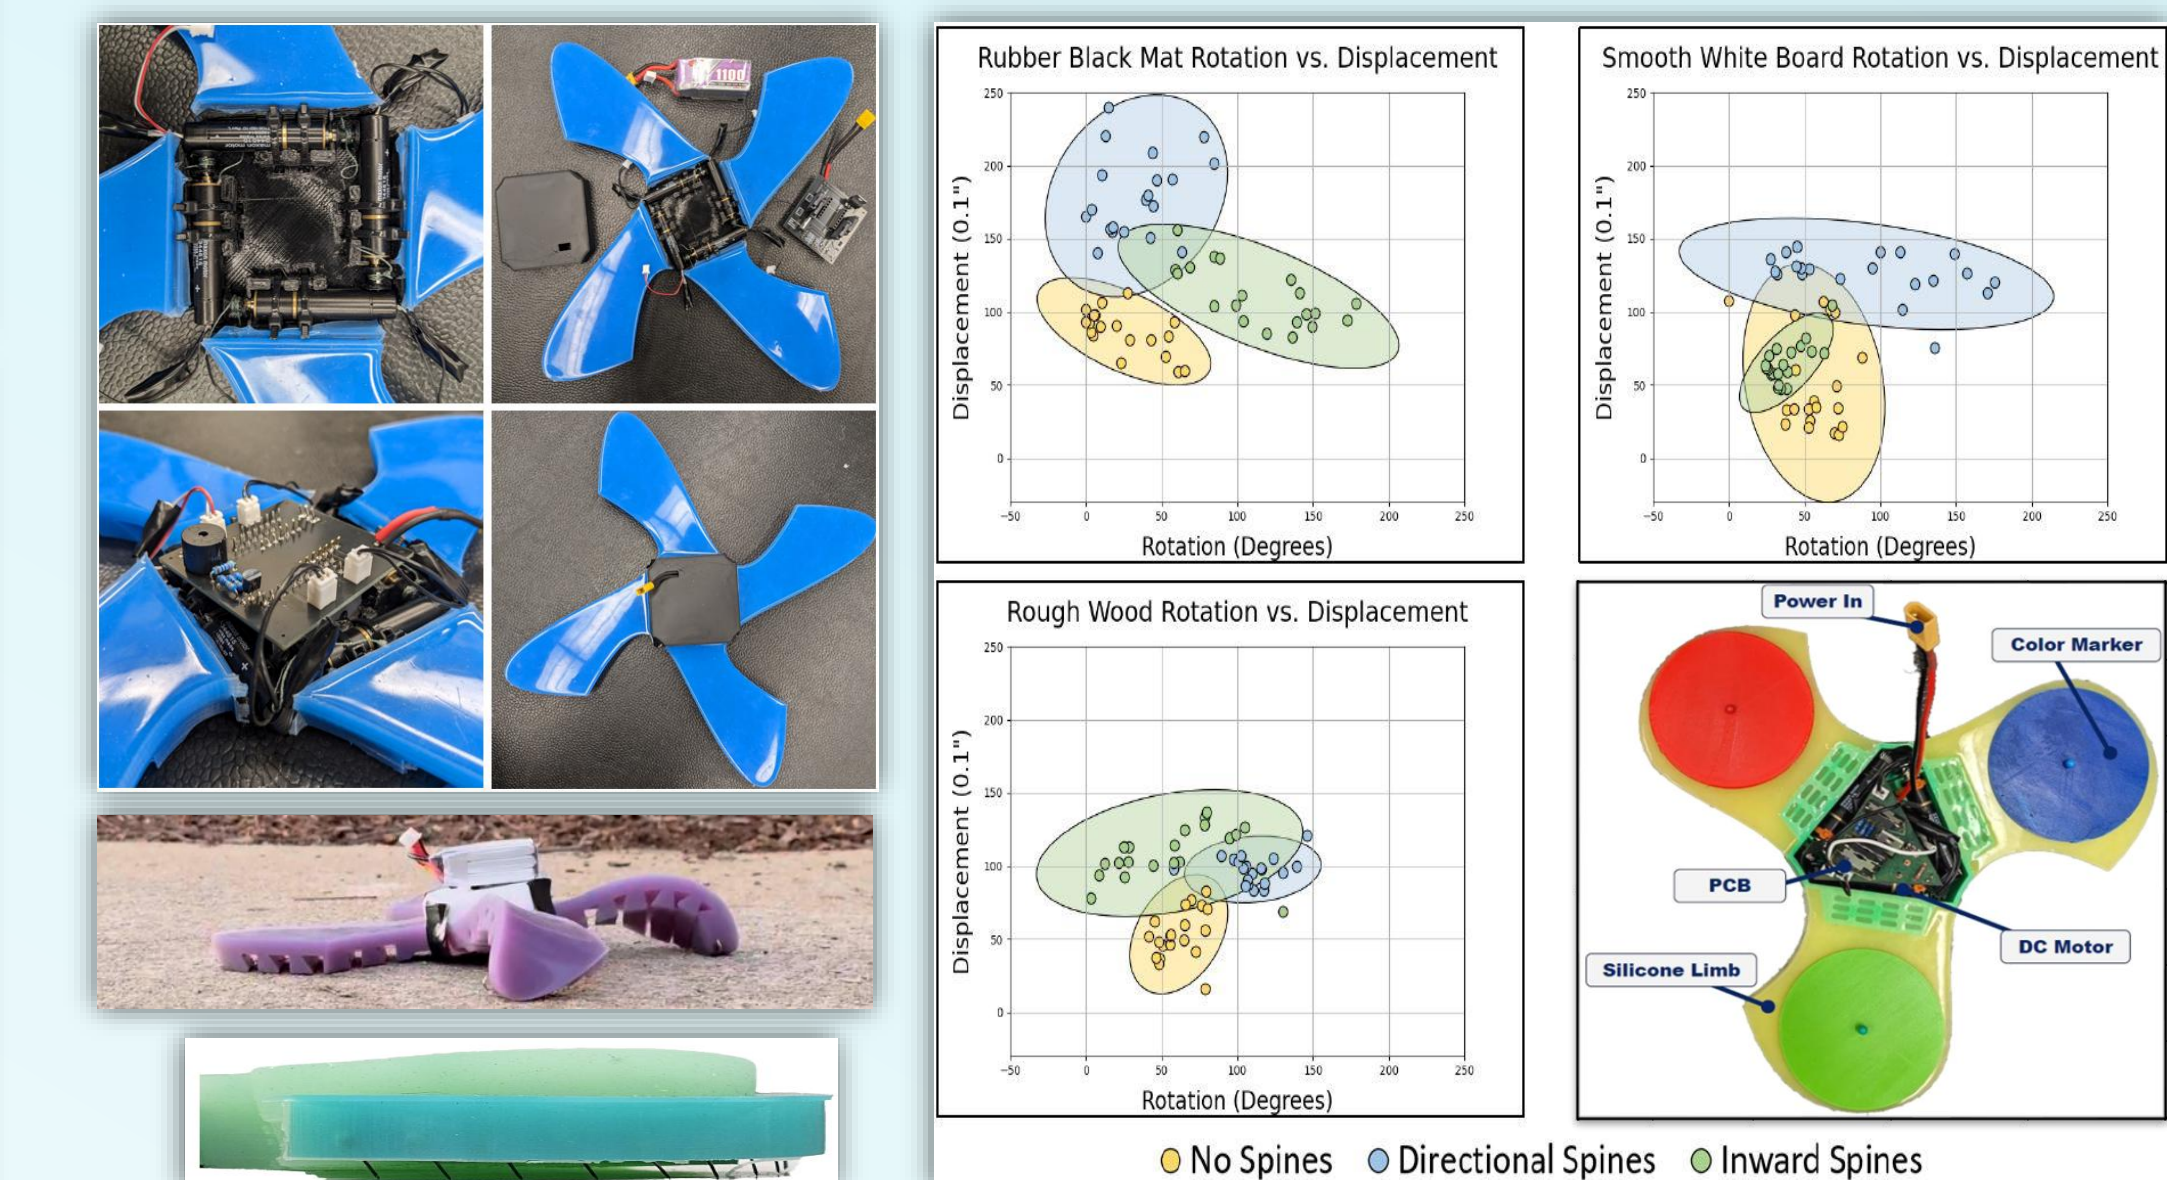 1100
maxon motor
Rubber Black Mat Rotation vs. Displacement
250
200
150
100
50
0
-50
0
50
100
150
200
250
Displacement (0.1")
Rotation (Degrees)
Smooth White Board Rotation vs. Displacement
250
200
150
100
50
0
-50
0
50
100
150
200
250
Displacement (0.1")
Rotation (Degrees)
Rough Wood Rotation vs. Displacement
250
200
150
100
50
0
-50
0
50
100
150
200
250
Displacement (0.1")
Rotation (Degrees)
Power In
Color Marker
PCB
DC Motor
Silicone Limb
No Spines
Directional Spines
Inward Spines